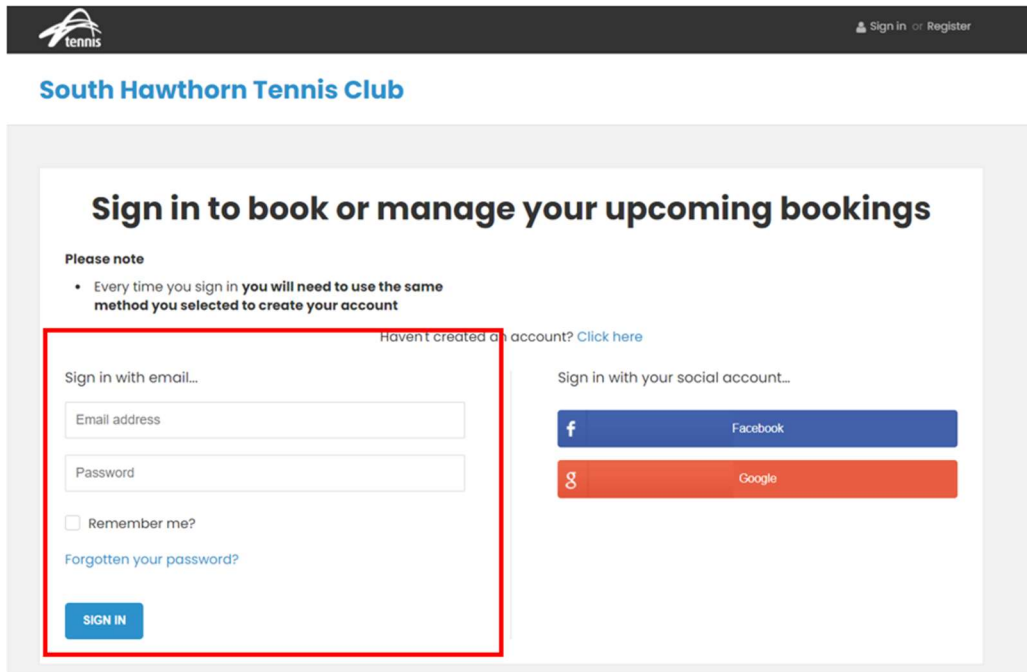 tennis
Sign in or Register
South Hawthorn Tennis Club
Sign in to book or manage your upcoming bookings
Please note
• Every time you sign in you will need to use the same
method you selected to create your account
Haven't created an account? Click here
Sign in with email...
Email address
Password
Remember me?
Forgotten your password?
SIGN IN
Sign in with your social account...
f Facebook
g Google